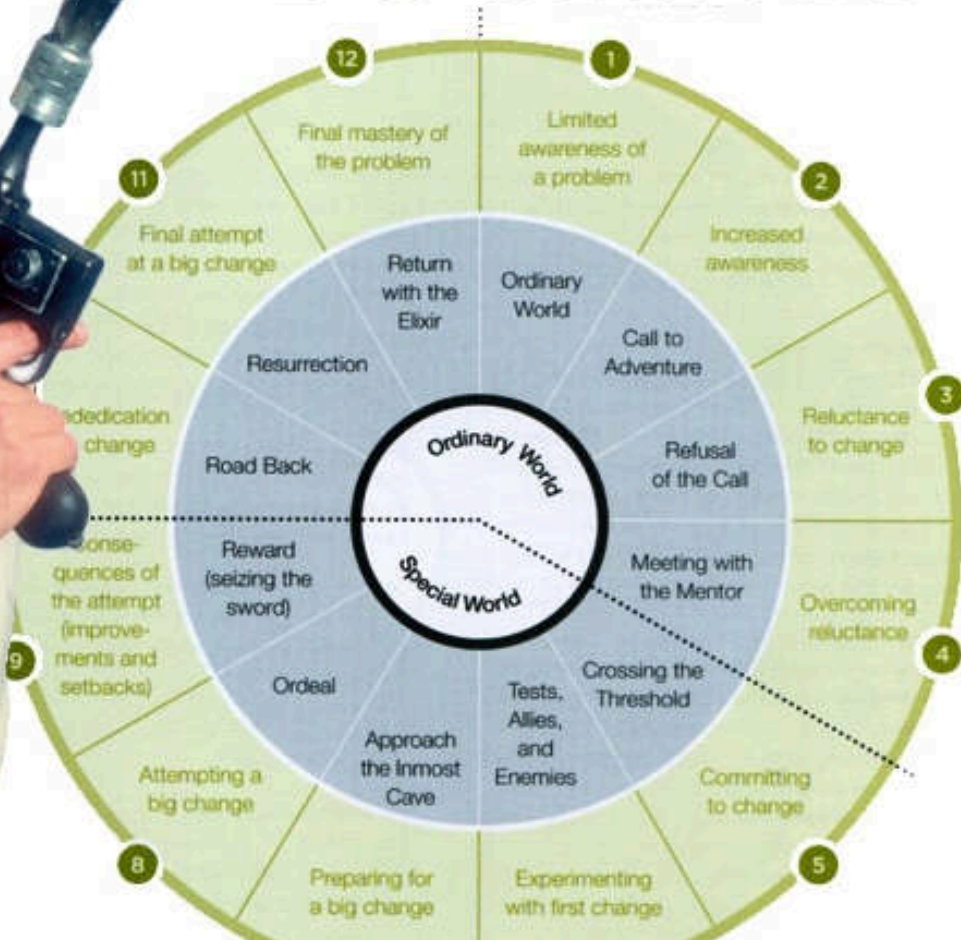 12
1
Final mastery of
the problem
Limited
awareness of
a problem
11
2
Final attempt
at a big change
Increased
awareness
Return
with the
Elixir
Ordinary
World
Resurrection
Call to
Adventure
3
change
Reluctance
to change
Road Back
Ordinary World
Refusal
of the Call
quences of
the attempt
(improve-
ments and
setbacks)
9
Reward
(seizing the
sword)
Special World
Meeting with
the Mentor
Overcoming
reluctance
4
Ordeal
Crossing the
Threshold
Tests,
Allies,
and
Enemies
Approach
the Inmost
Cave
Attempting a
big change
Committing
to change
8
5
Preparing for
a big change
Experimenting
with first change